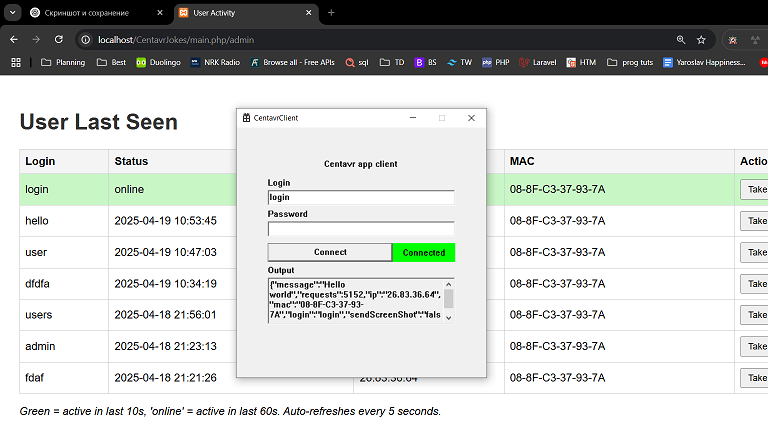 Скриншот и сохранение
User Activity
localhost/CentavrJokes/main.php/admin
Planning
Best
Duolingo
NRK Radio
Browse all - Free APIs
sql
TD
BS
TW
PHP
Laravel
HTM
prog tuts
Yaroslav Happiness...
User Last Seen
Login
Status
MAC
Actio
login
online
08-8F-C3-37-93-7A
Take
hello
2025-04-19 10:53:45
08-8F-C3-37-93-7A
Take
user
2025-04-19 10:47:03
08-8F-C3-37-93-7A
Take
dfdfa
2025-04-19 10:34:19
08-8F-C3-37-93-7A
Take
users
2025-04-18 21:56:01
08-8F-C3-37-93-7A
Take
admin
2025-04-18 21:23:13
08-8F-C3-37-93-7A
Take
fdaf
2025-04-18 21:21:26
08-8F-C3-37-93-7A
Take
Green = active in last 10s, 'online' = active in last 60s. Auto-refreshes every 5 seconds.
CentavrClient
Centavr app client
Login
login
Password
Connect
Connected
Output
{"message":"Hello
world","requests":5152,"ip":"26.83.36.64",
"mac":"08-8F-C3-37-93-
7A","login":"login","sendScreenShot":"fals